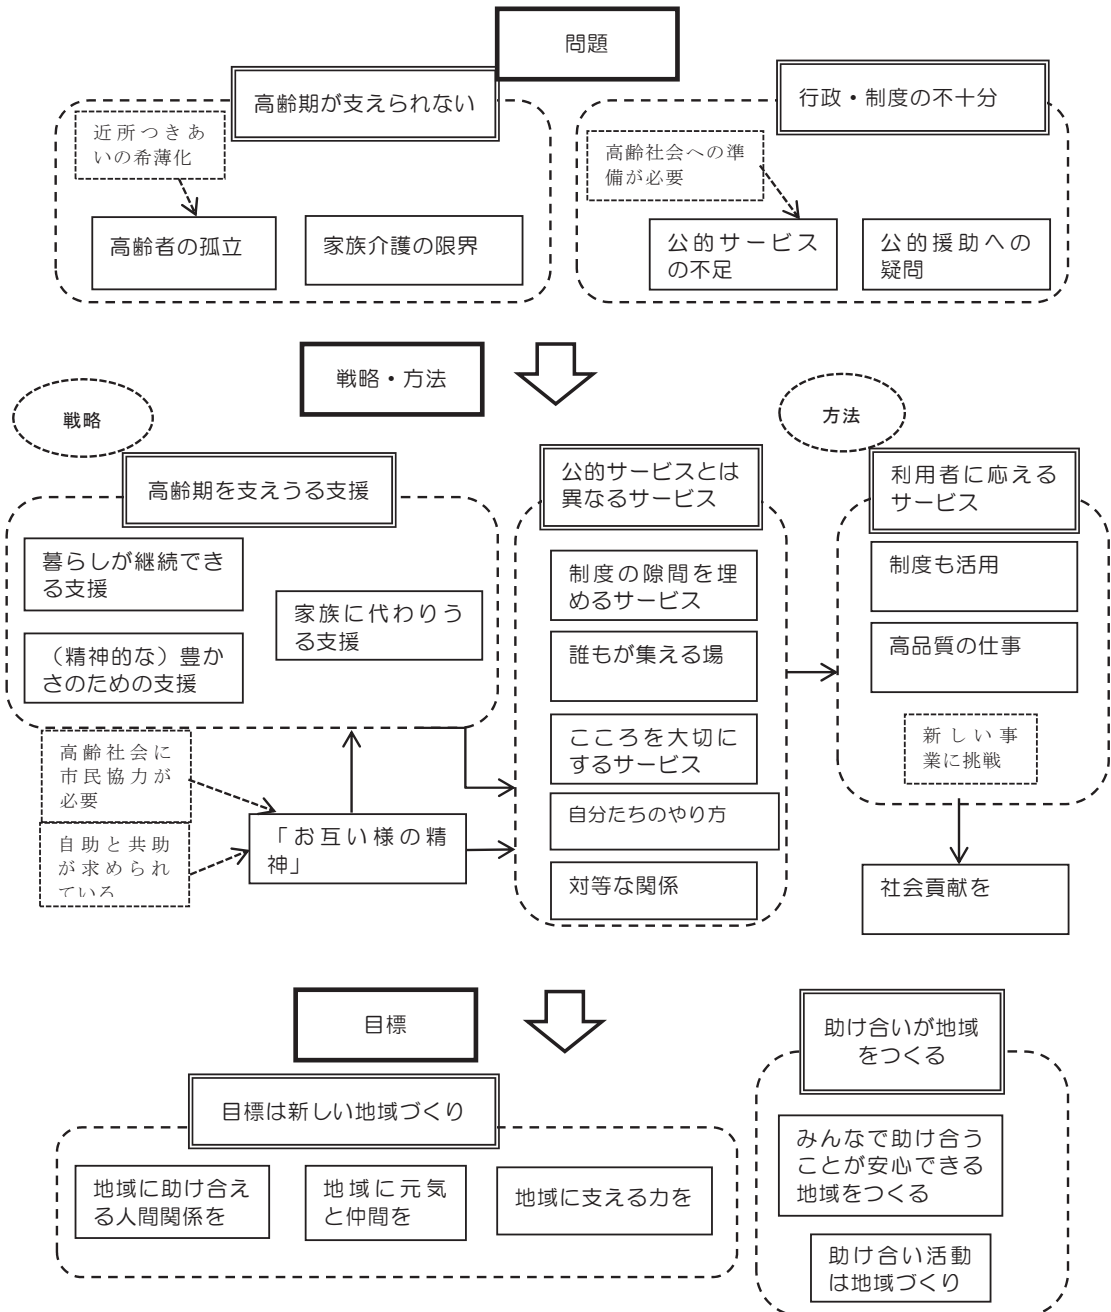 問題
高齢期が支えられない
行政・制度の不十分
近所つきあ
いの希薄化
高齢社会への準
備が必要
高齢者の孤立
家族介護の限界
公的サービス
の不足
公的援助への
疑問
戦略・方法
戦略
方法
高齢期を支えうる支援
公的サービスとは
異なるサービス
利用者に応える
サービス
暮らしが継続でき
る支援
家族に代わりう
る支援
(精神的な)豊か
さのための支援
制度の隙間を埋
めるサービス
誰もが集える場
こころを大切に
するサービス
自分たちのやり方
対等な関係
制度も活用
高品質の仕事
新しい事
業に挑戦
高齢社会に
市民協力が
必要
自助と共助
が求められ
ている
「お互い様の精
神」
社会貢献を
目標
目標は新しい地域づくり
地域に助け合え
る人間関係を
地域に元気
と仲間を
地域に支える力を
助け合いが地域
をつくる
みんなで助け合う
ことが安心できる
地域をつくる
助け合い活動
は地域づくり